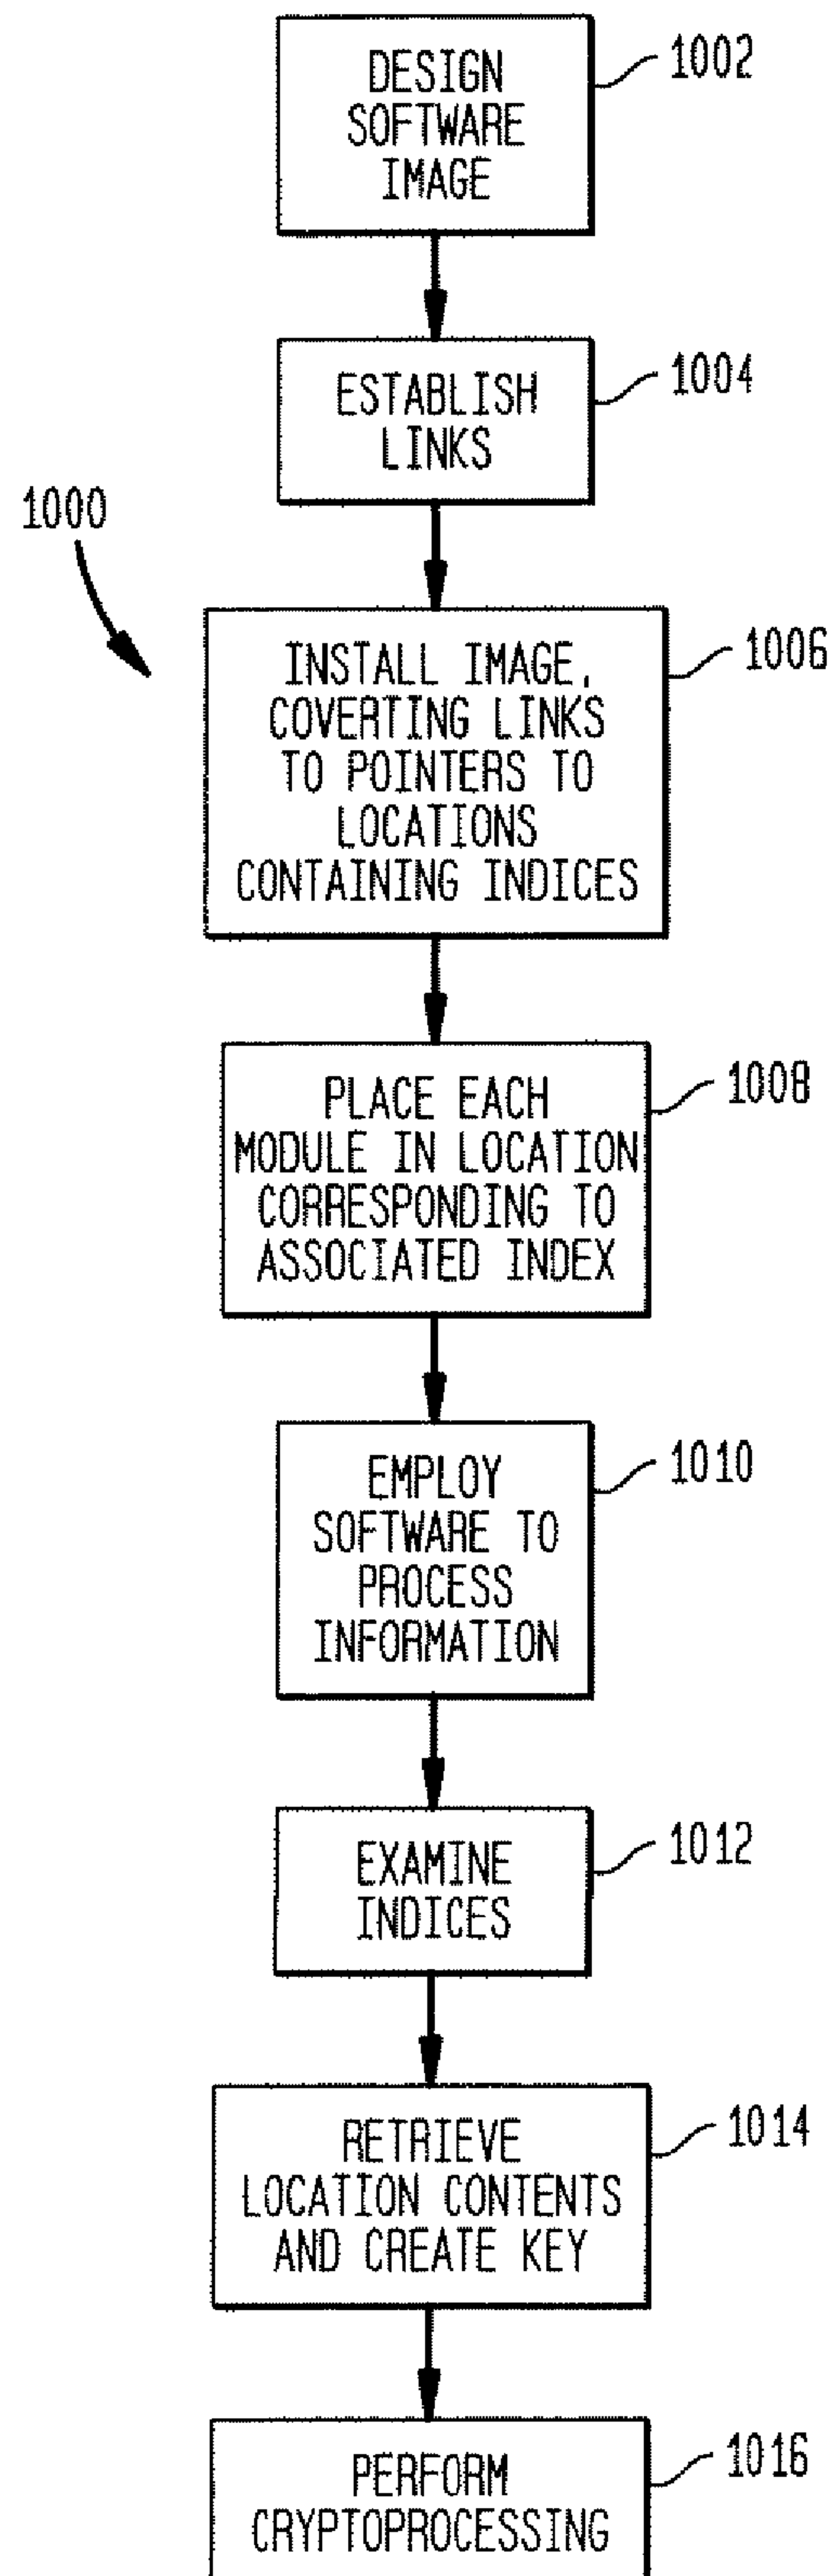 DESIGN
SOFTWARE
IMAGE
1002
ESTABLISH
LINKS
1004
1000
INSTALL IMAGE,
COVERTING LINKS
TO POINTERS TO
LOCATIONS
CONTAINING INDICES
1006
PLACE EACH
MODULE IN LOCATION
CORRESPONDING TO
ASSOCIATED INDEX
1008
EMPLOY
SOFTWARE TO
PROCESS
INFORMATION
1010
EXAMINE
INDICES
1012
RETRIEVE
LOCATION CONTENTS
AND CREATE KEY
1014
PERFORM
CRYPTOPROCESSING
1016